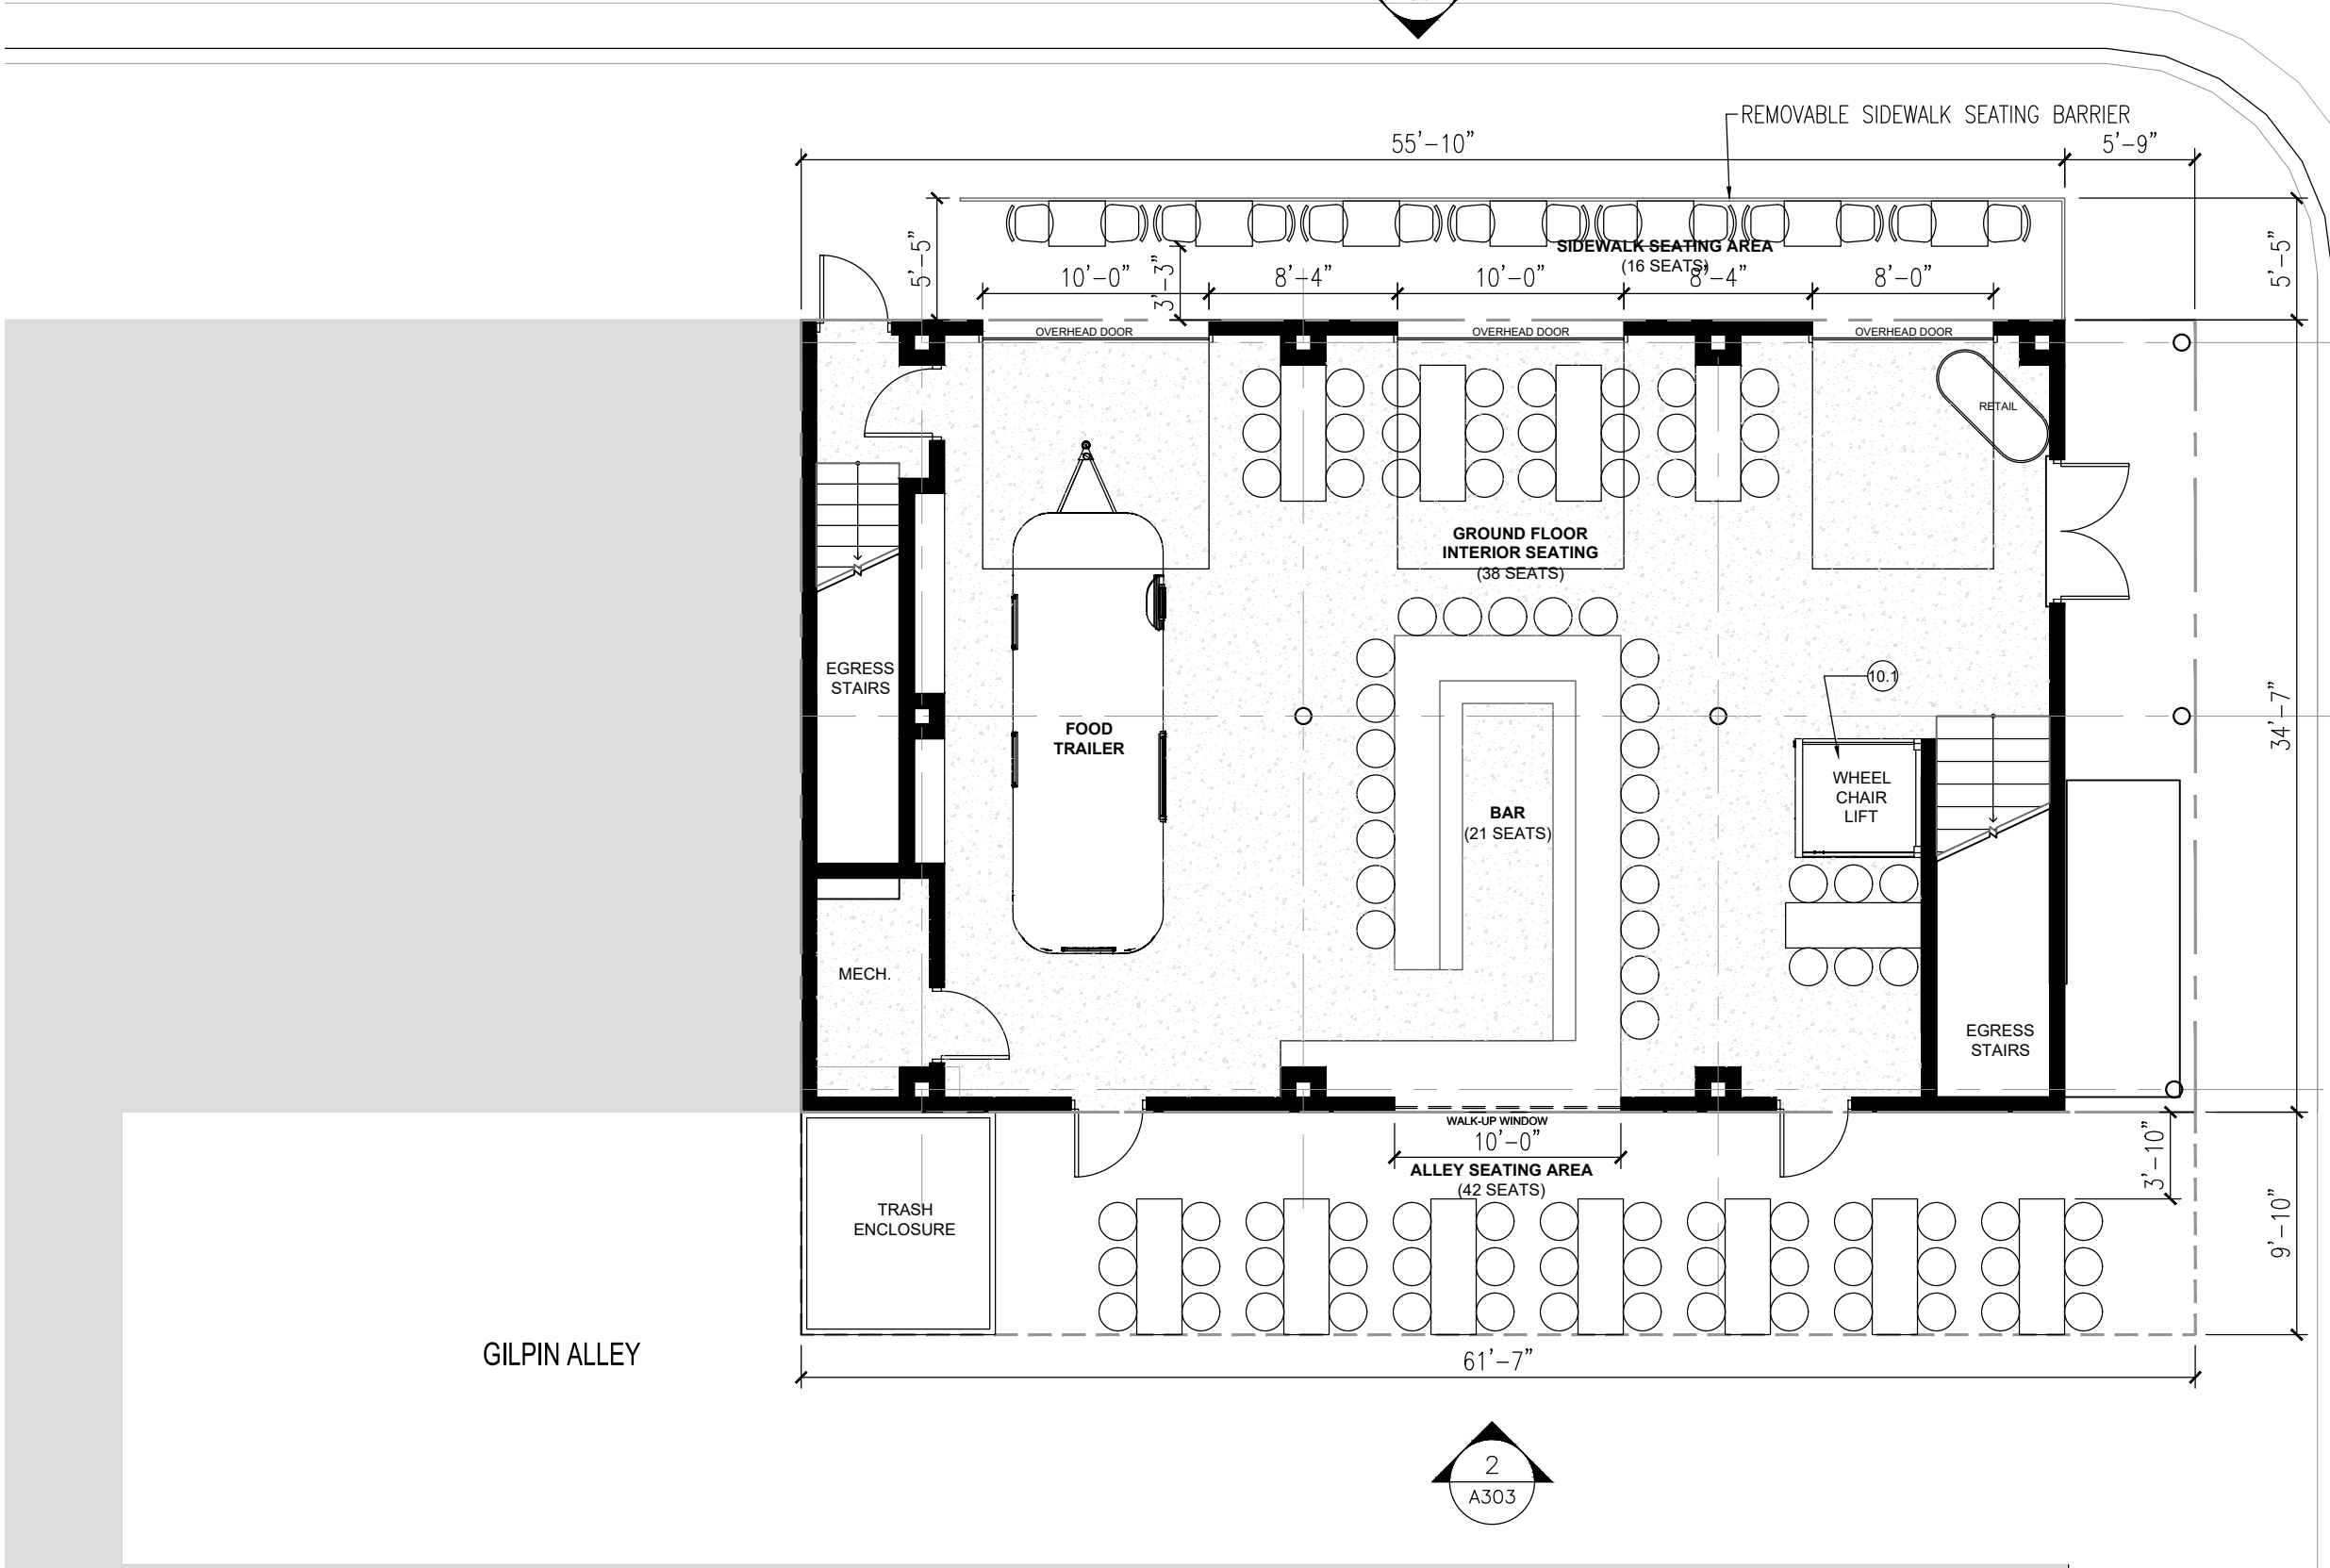 REMOVABLE SIDEWALK SEATING BARRIER
55'-10"
5'-9"
5'-5"
3'-3"
SIDEWALK SEATING AREA
(16 SEATS)
5'-5"
10'-0"
8'-4"
10'-0"
8'-4"
8'-0"
OVERHEAD DOOR
OVERHEAD DOOR
OVERHEAD DOOR
RETAIL
GROUND FLOOR
INTERIOR SEATING
(38 SEATS)
EGRESS
STAIRS
10.1
FOOD
TRAILER
34'-7"
WHEEL
CHAIR
LIFT
BAR
(21 SEATS)
MECH.
EGRESS
STAIRS
WALK-UP WINDOW
10'-0"
ALLEY SEATING AREA
(42 SEATS)
3'-10"
TRASH
ENCLOSURE
9'-10"
GILPIN ALLEY
61'-7"
2
A303